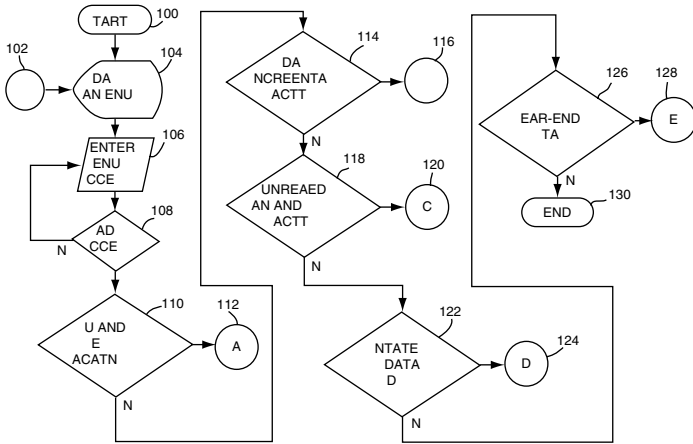 TART
100
102
104
DA
AN ENU
106
ENTER
ENU
CCE
108
AD
CCE
N
110
U AND
E
ACATN
112
A
N
114
DA
NCREENTA
ACTT
116
N
118
UNREAED
AN AND
ACTT
120
C
N
122
NTATE
DATA
D
124
D
N
126
EAR-END
TA
128
E
N
130
END